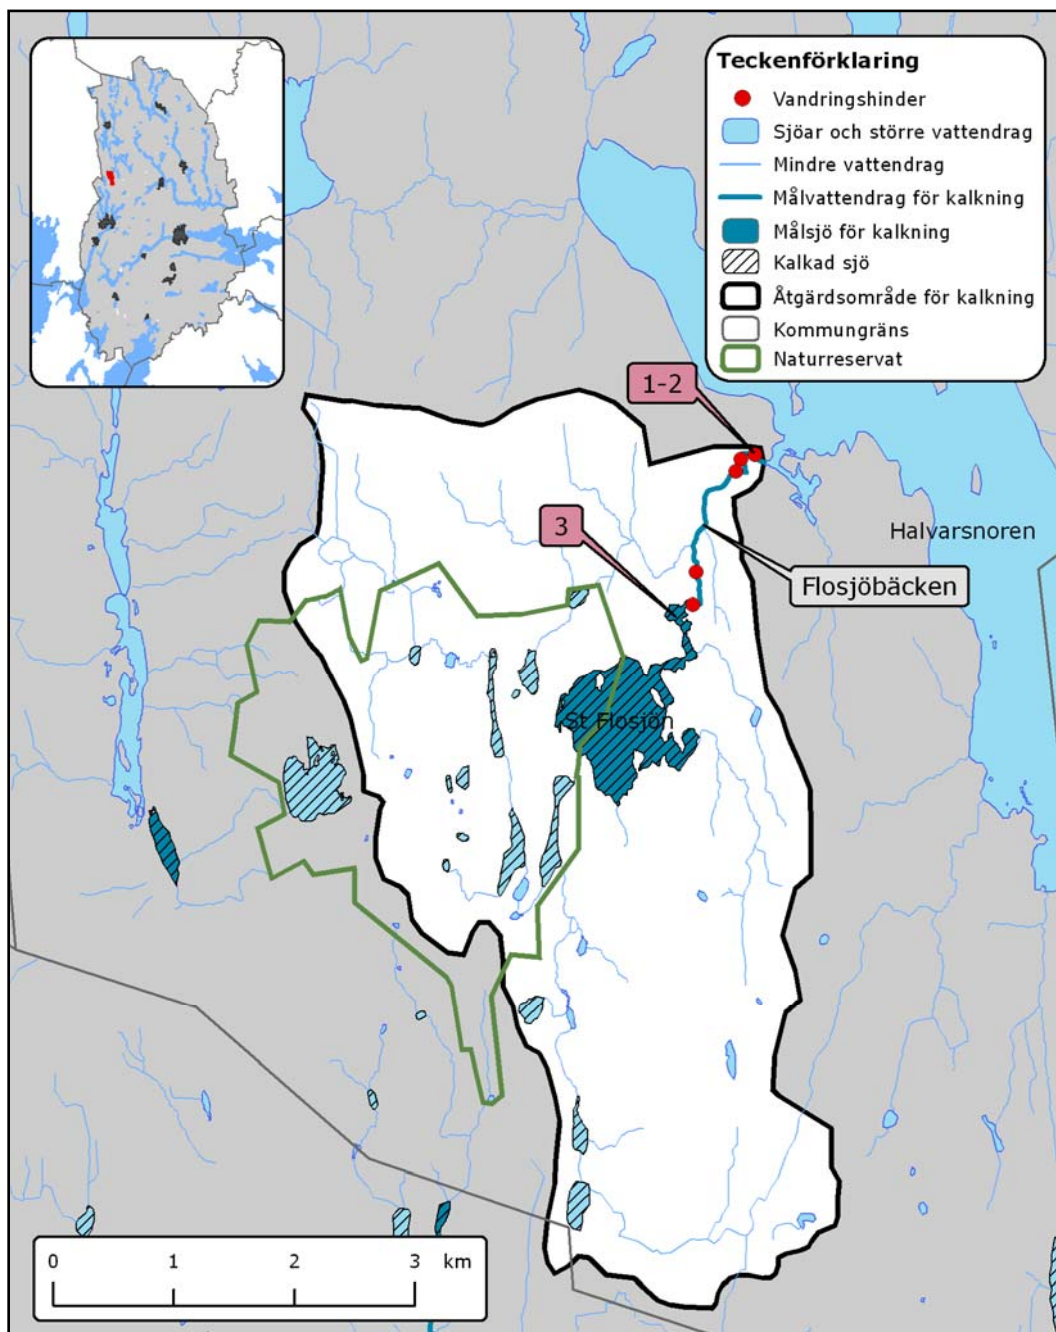 Teckenförklaring
Vandringshinder
Sjöar och större vattendrag
Mindre vattendrag
Målvattendrag för kalkning
Målsjö för kalkning
Kalkad sjö
Åtgärdsområde för kalkning
Kommungräns
Naturreservat
1-2
3
Halvarsnoren
Flosjöbäcken
St Flosjön
0 1 2 3 km